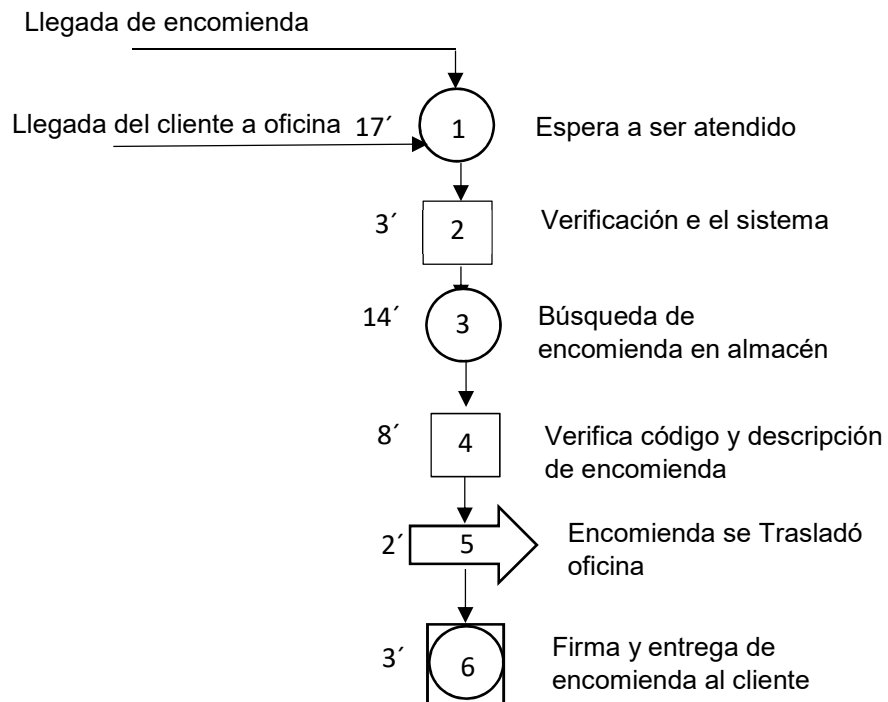 Llegada de encomienda
Llegada del cliente a oficina 17´ 1 Espera a ser atendido
3´ 2 Verificación e el sistema
14´ 3 Búsqueda de
encomienda en almacén
8´ 4 Verifica código y descripción
de encomienda
2´ 5 Encomienda se Trasladó
oficina
3´ 6 Firma y entrega de
encomienda al cliente